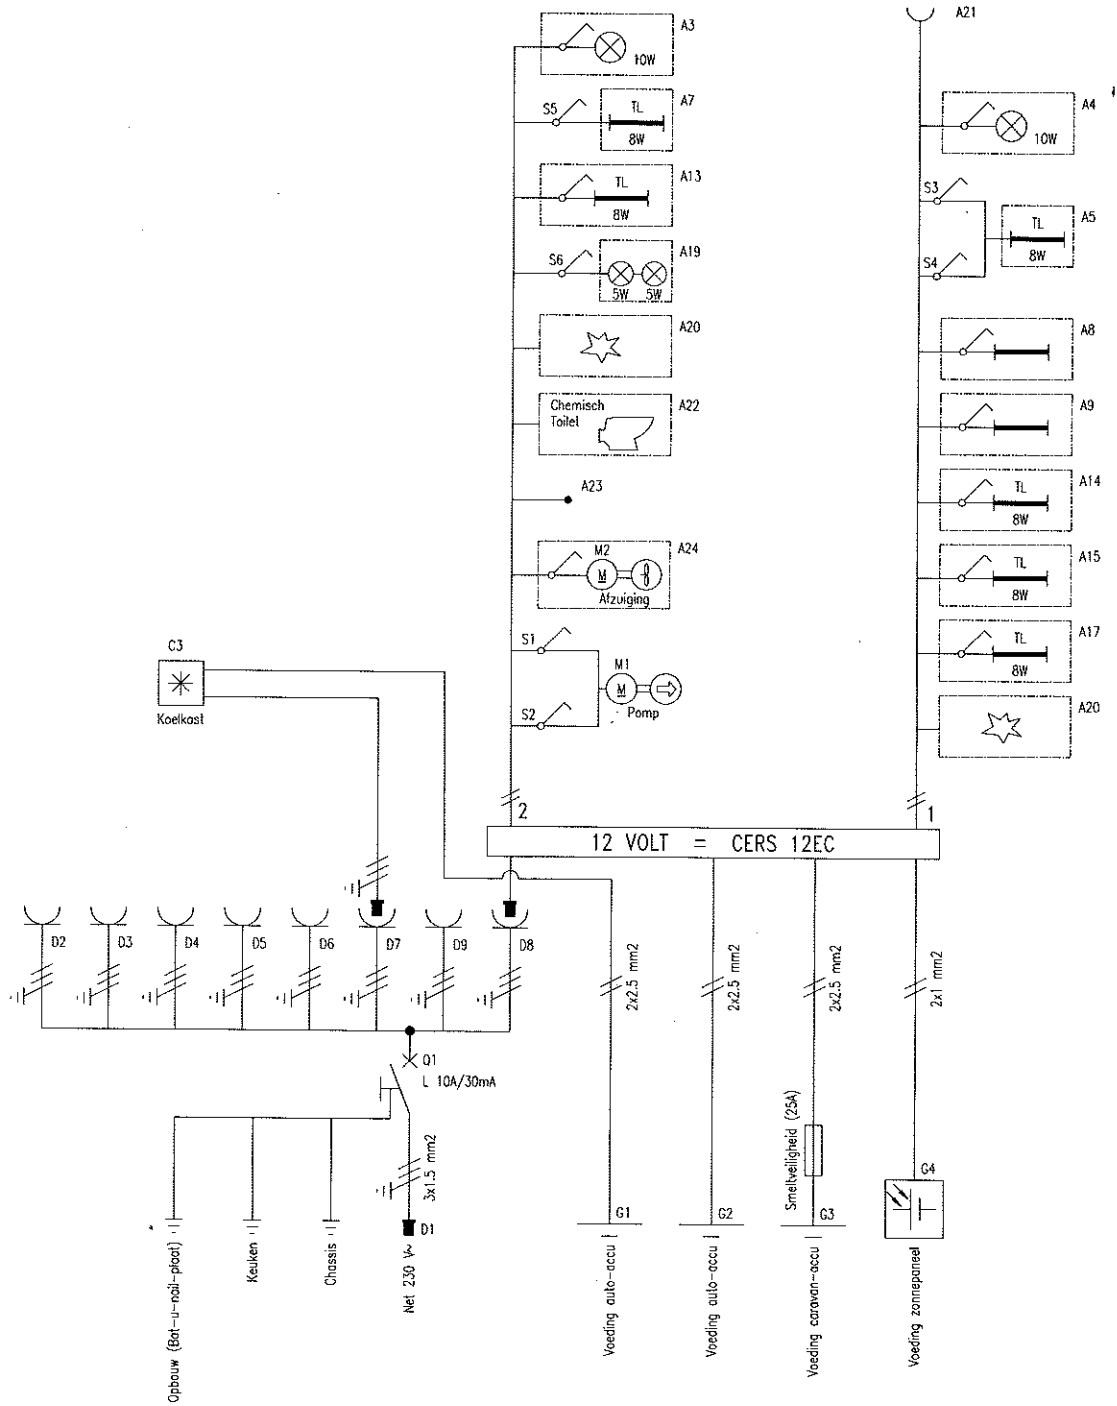 A3
10W
S5
TL
8W
A7
TL
8W
A13
S6
5W
5W
A19
A20
Chemisch
Toilet
A22
A23
M2
M
Afzuiging
A24
S1
S2
M1
M
Pomp
A21
A4
10W
S3
S4
TL
8W
A5
A8
A9
TL
8W
A14
TL
8W
A15
TL
8W
A17
A20
C3
Koelkast
2
1
12 VOLT = CERS 12EC
D2
D3
D4
D5
D6
D7
D9
D8
Q1
L 10A/30mA
3x1.5 mm2
2x2.5 mm2
2x2.5 mm2
2x2.5 mm2
2x1 mm2
Smeltveiligheid (25A)
D1
G1
G2
G3
G4
Opbouw (Bat-u-nail-plaat)
Keuken
Chassis
Net 230 V~
Voeding auto-accu
Voeding auto-accu
Voeding caravan-accu
Voeding zonnepaneel